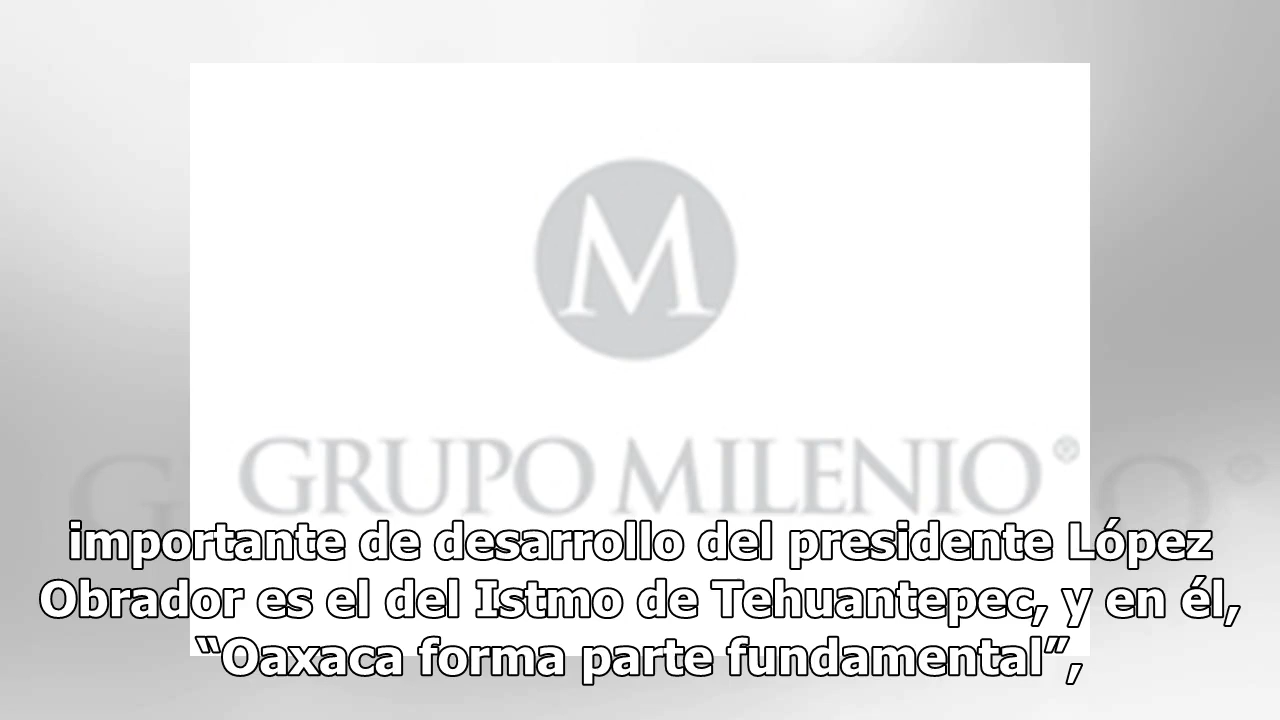 M
GRUPO MILENIO®
importante de desarrollo del presidente López
Obrador es el del Istmo de Tehuantepec, y en él,
“Oaxaca forma parte fundamental”,